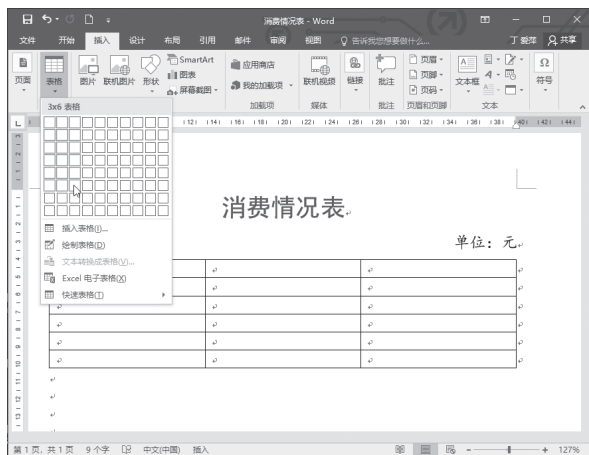 消费情况表 - Word
文件 开始 插入 设计 布局 引用 邮件 审阅 视图 告诉我您想要做什么... 丁爱萍 共享
页面 表格 图片 联机图片 形状 SmartArt 图表 屏幕截图 应用商店 我的加载项 联机视频 链接 批注 页眉 页脚 页码 文本框 符号
加载项 媒体 批注 页眉和页脚 文本
3x6 表格
插入表格(I)...
绘制表格(D)
文本转换成表格(V)...
Excel 电子表格(X)
快速表格(T)
消费情况表
单位：元
第 1 页，共 1 页 9 个字 中文(中国) 插入 127%